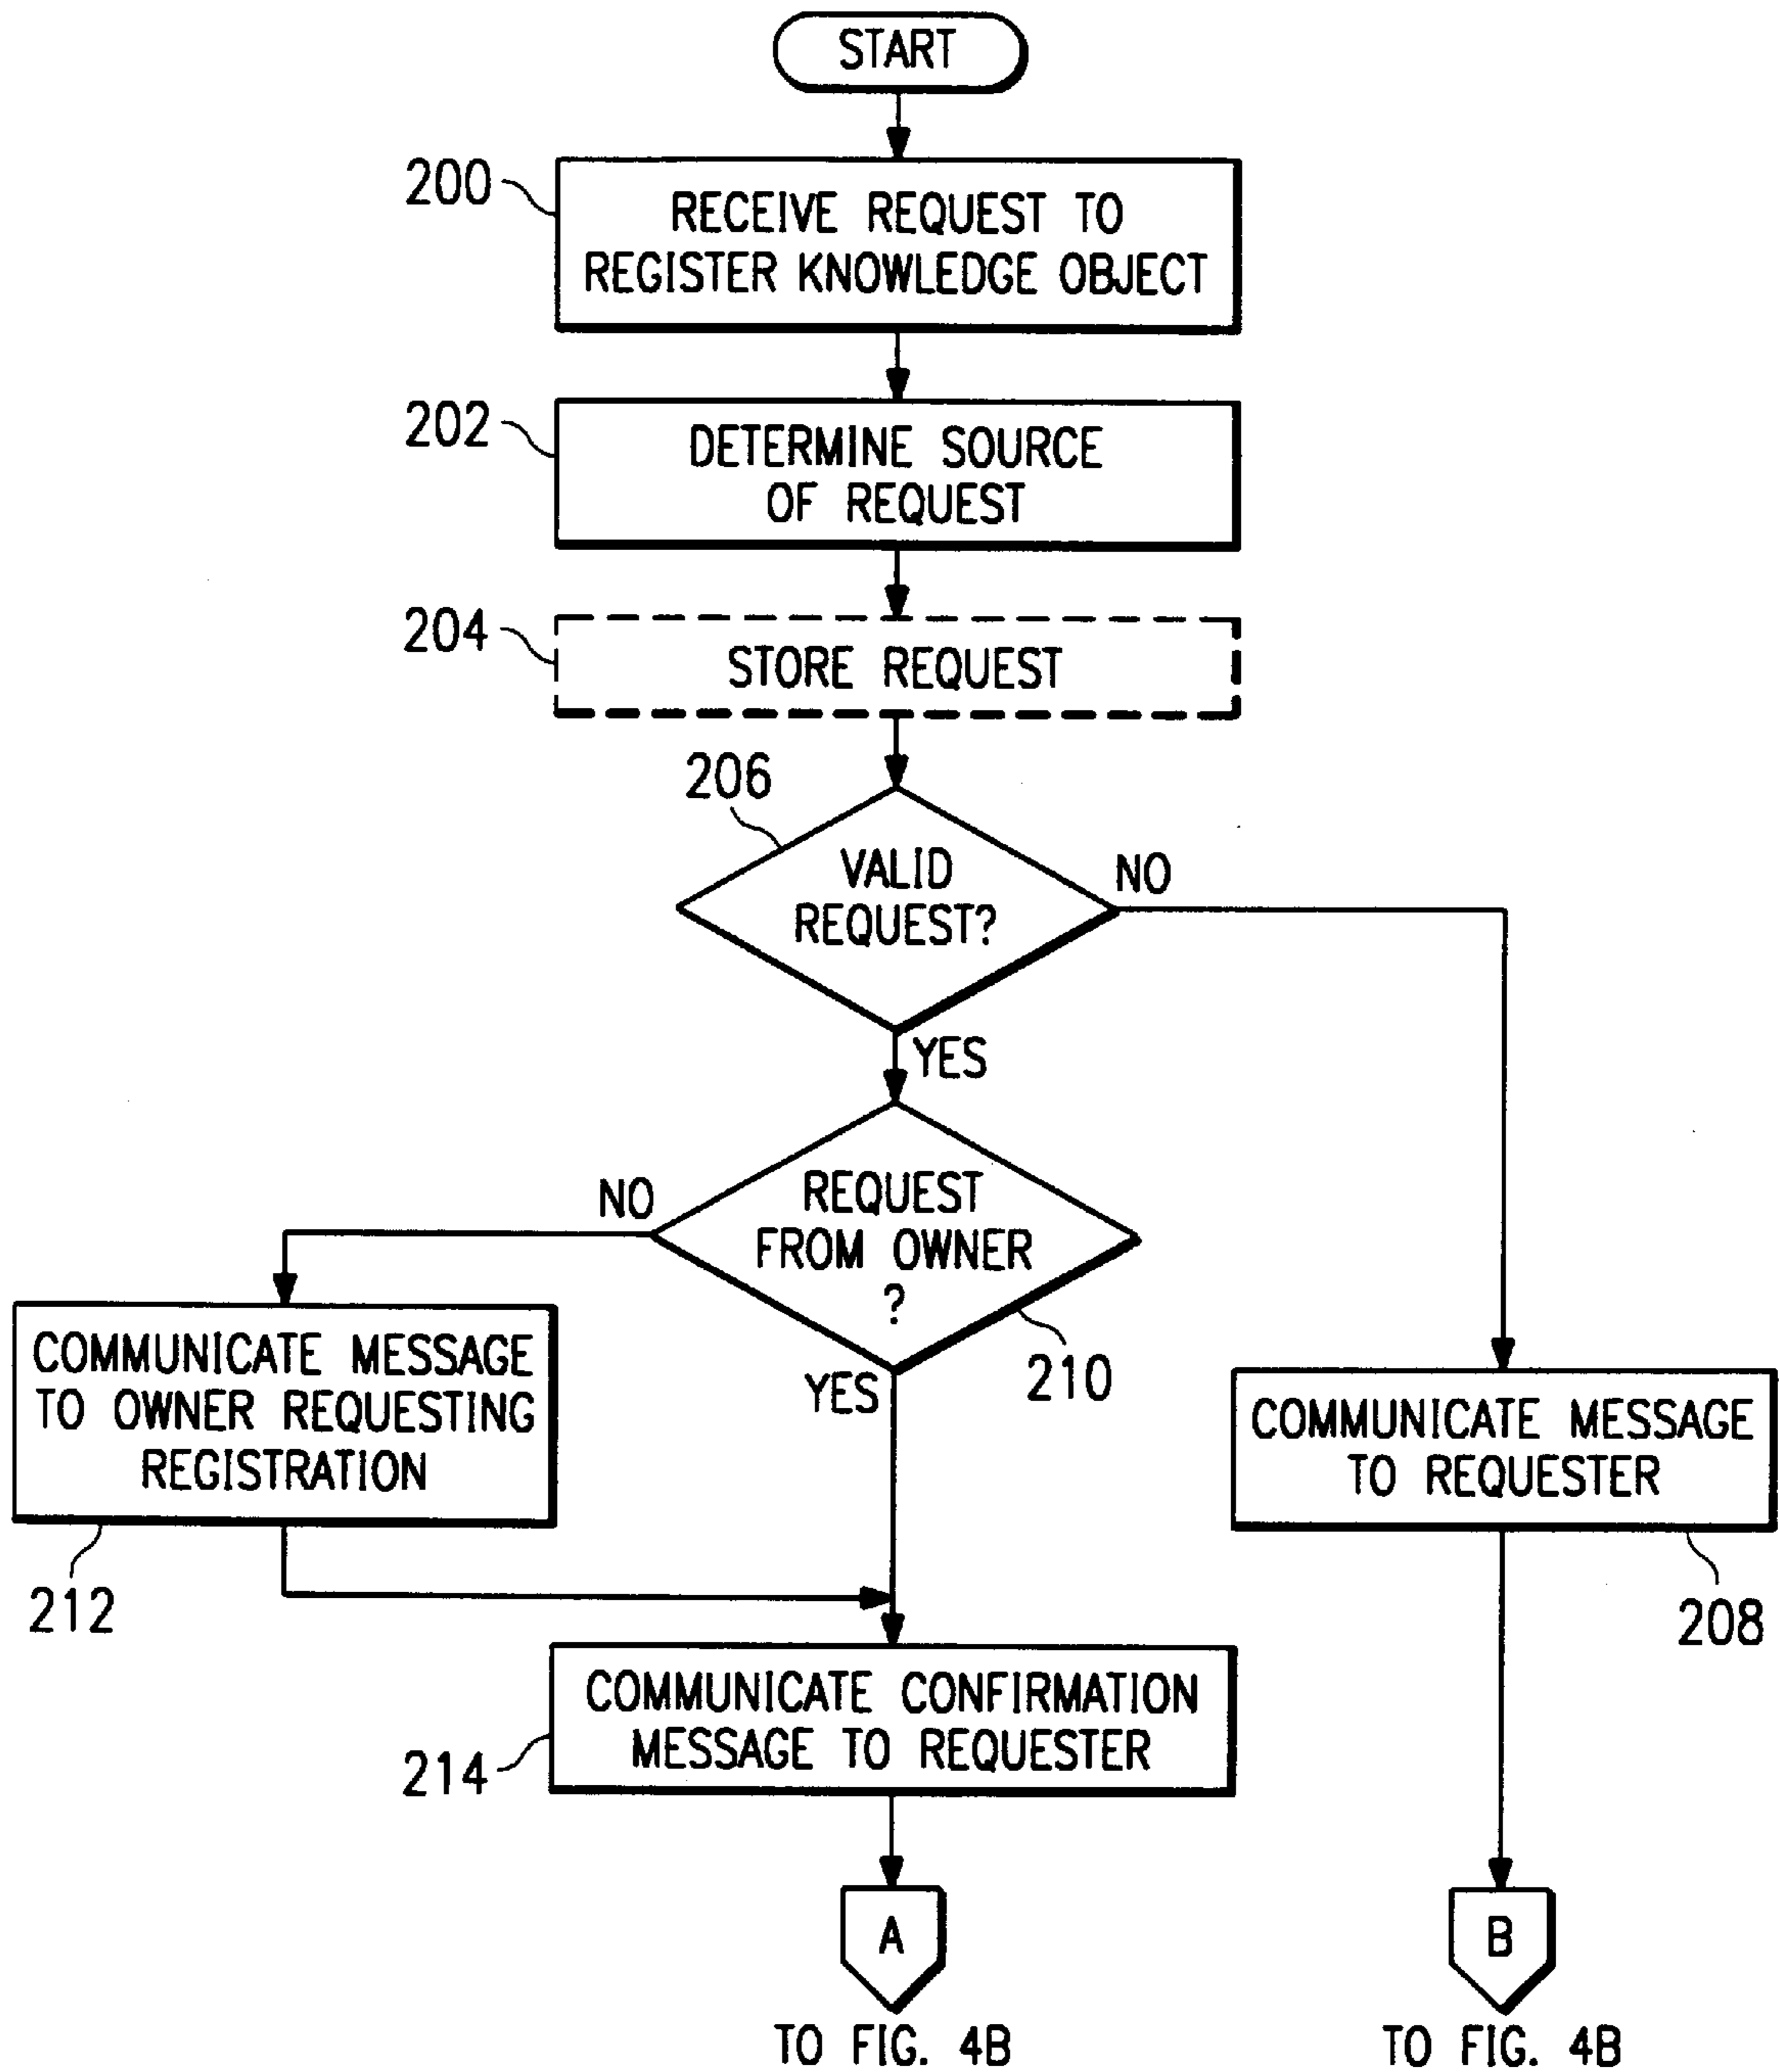 START
200
RECEIVE REQUEST TO
REGISTER KNOWLEDGE OBJECT
202
DETERMINE SOURCE
OF REQUEST
204
STORE REQUEST
206
VALID
REQUEST?
NO
YES
REQUEST
FROM OWNER
?
NO
YES
210
COMMUNICATE MESSAGE
TO OWNER REQUESTING
REGISTRATION
212
COMMUNICATE MESSAGE
TO REQUESTER
208
COMMUNICATE CONFIRMATION
MESSAGE TO REQUESTER
214
A
TO FIG. 4B
B
TO FIG. 4B